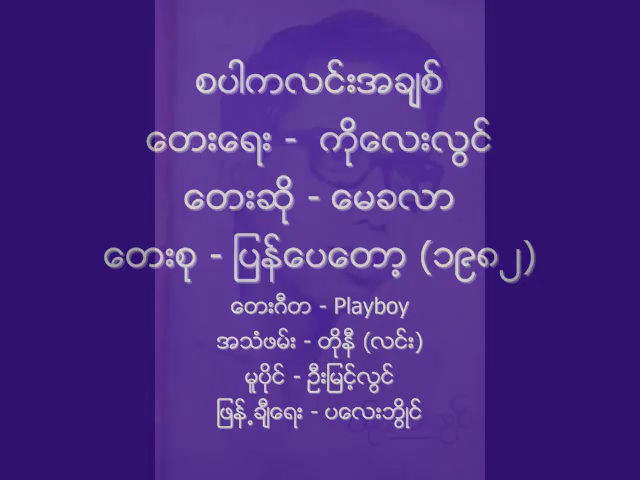 စပါကလင်းအချစ်
တေးရေး - ကိုလေးလွင်
တေးဆို - မေခလာ
တေးစု - ပြန်ပေတော့ (၁၉၈၂)
တေးဂီတ - Playboy
အသံဖမ်း - တိုနီ (လင်း)
မူပိုင် - ဦးမြင့်လွင်
ဖြန့်ချီရေး - ပလေးဘွိုင်